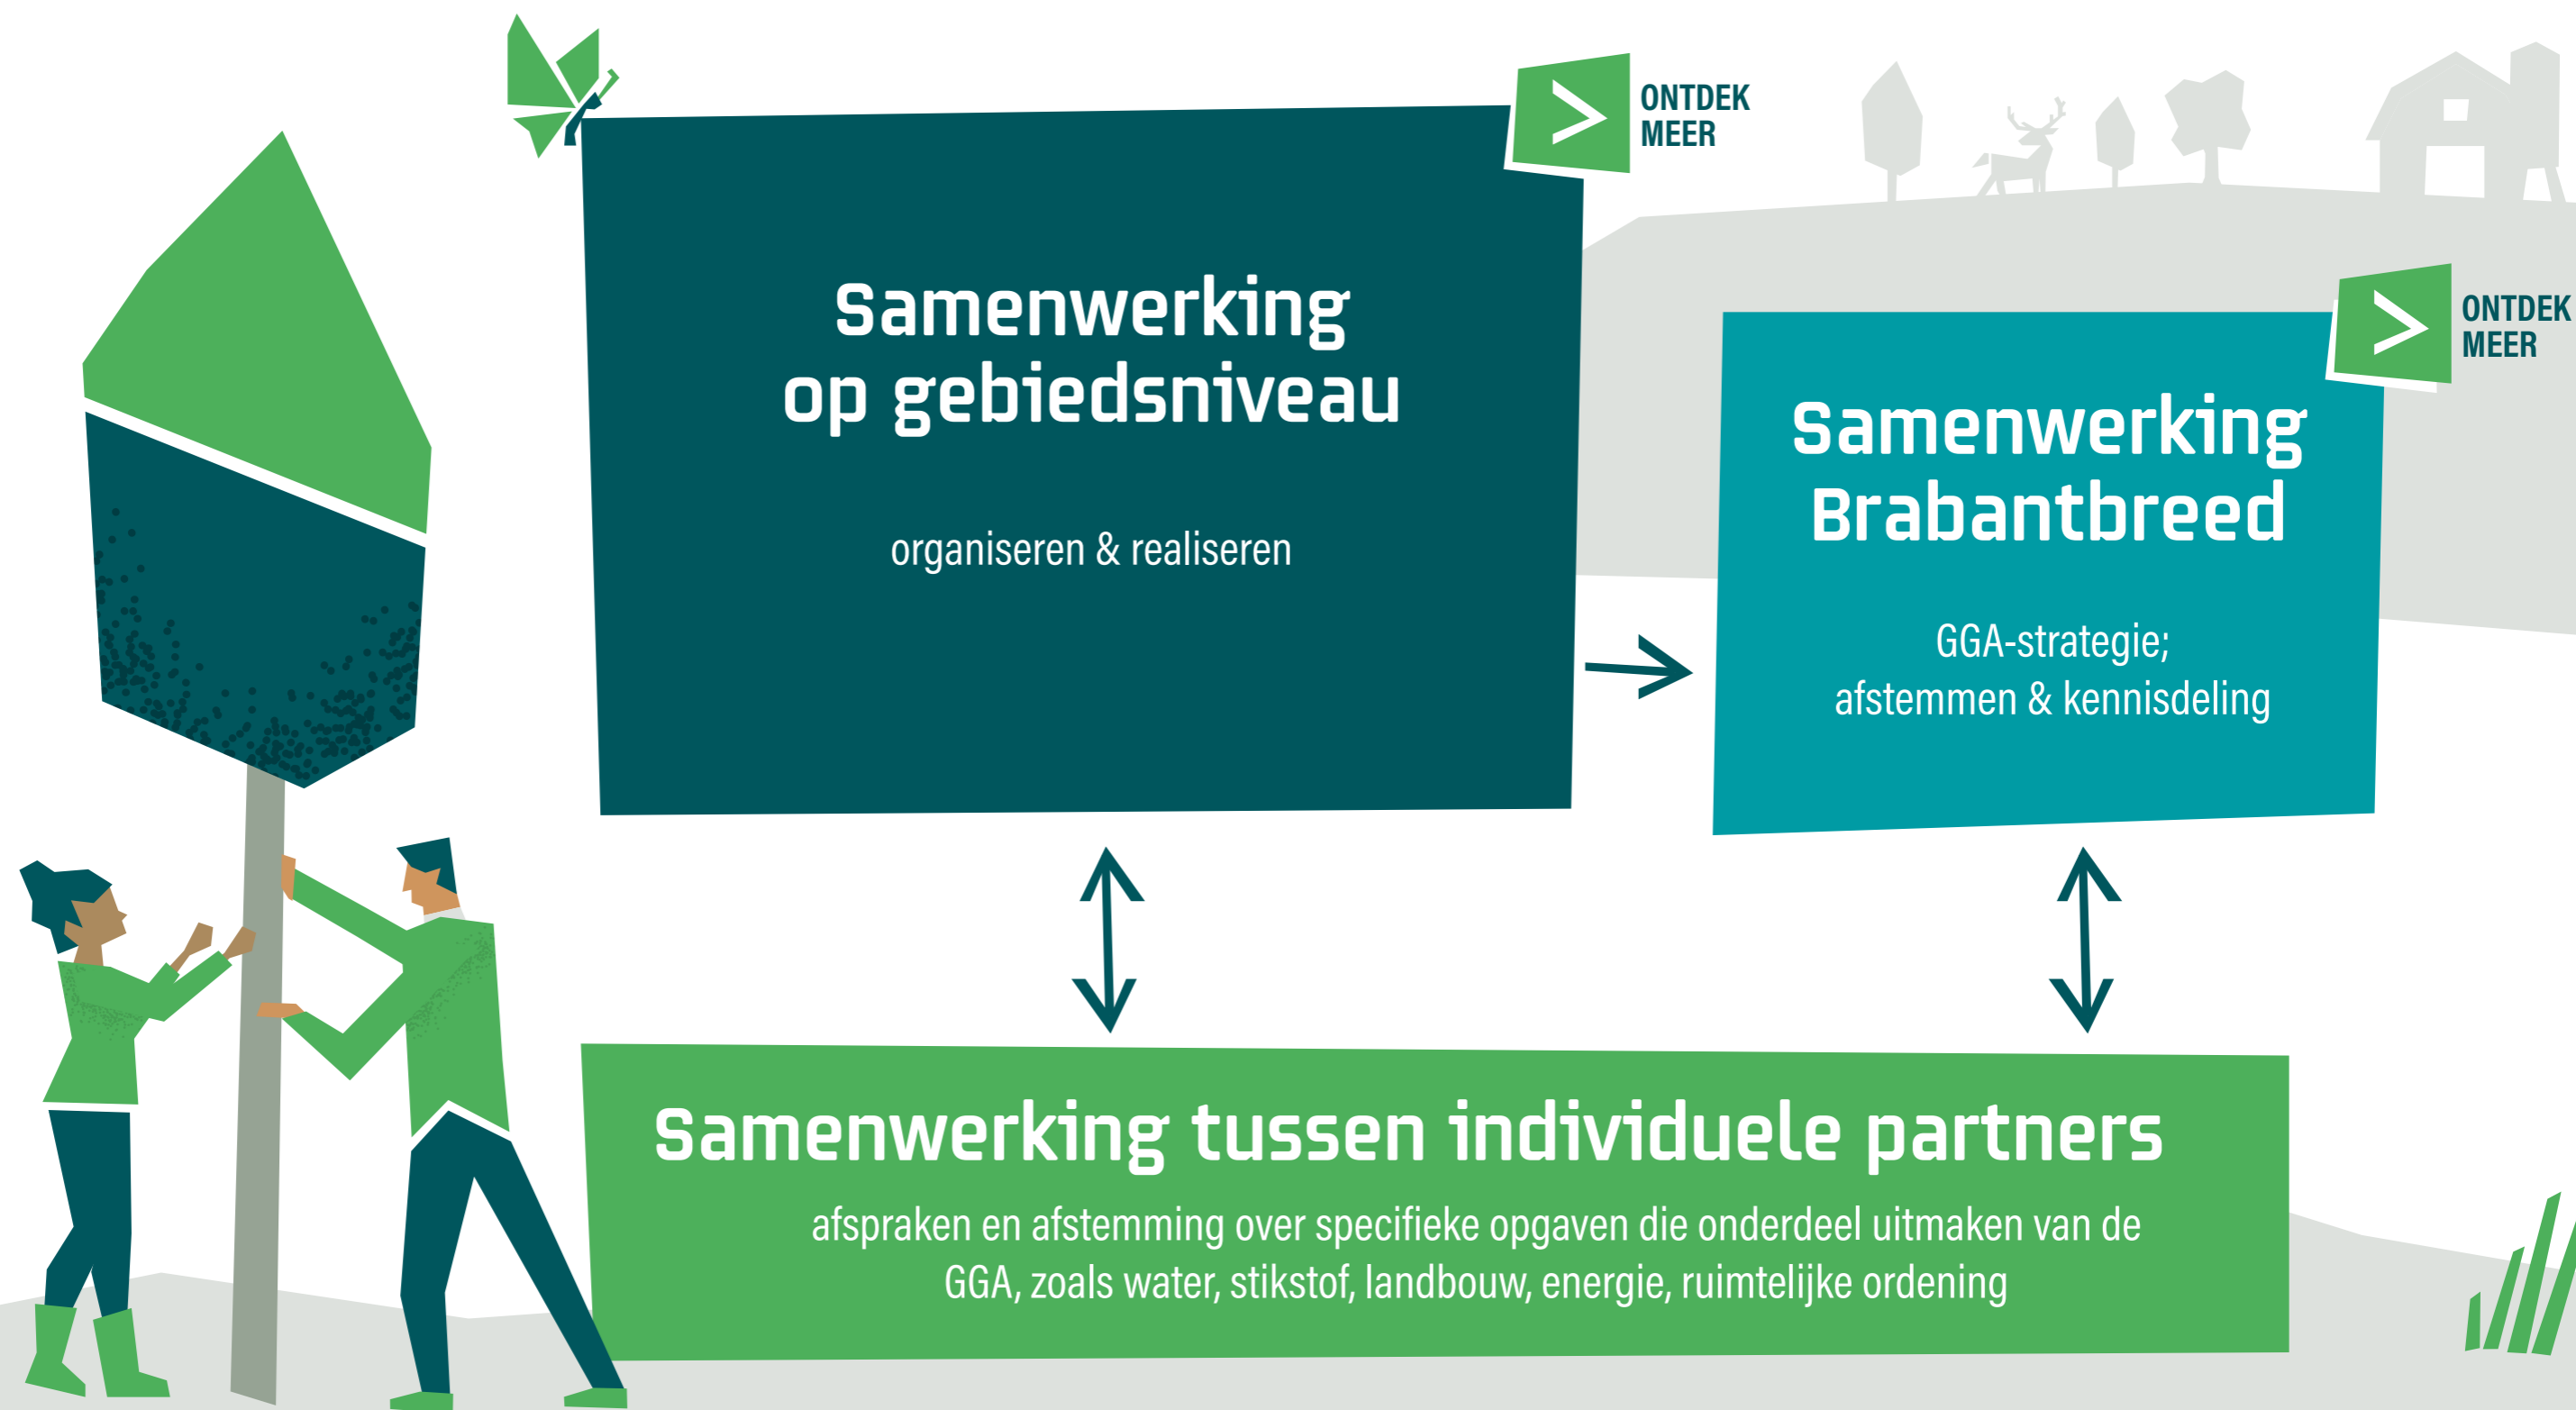 ONTDEK
MEER
Samenwerking
op gebiedsniveau
organiseren & realiseren
ONTDEK
MEER
Samenwerking
Brabantbreed
GGA-strategie;
afstemmen & kennisdeling
Samenwerking tussen individuele partners
afspraken en afstemming over specifieke opgaven die onderdeel uitmaken van de
GGA, zoals water, stikstof, landbouw, energie, ruimtelijke ordening